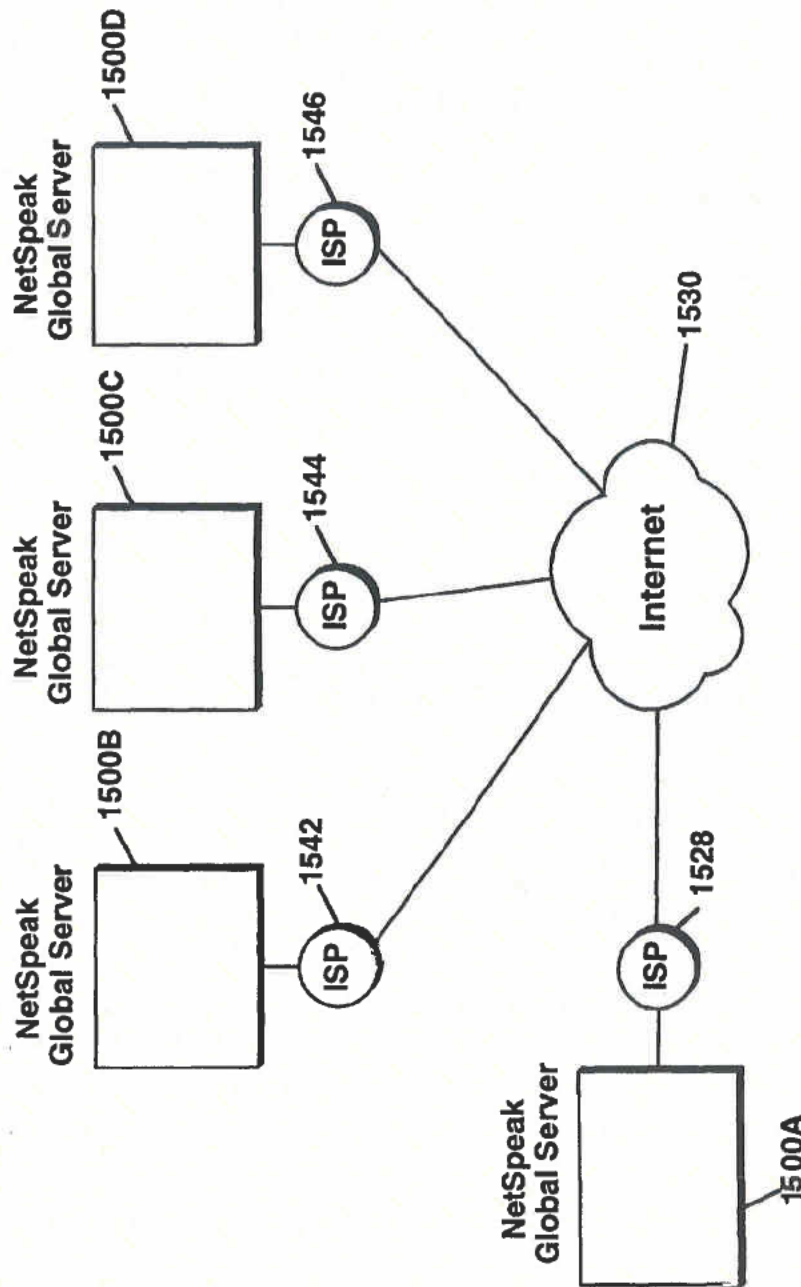 NetSpeak
Global Server
1500B
1542
ISP
NetSpeak
Global Server
1500C
1544
ISP
NetSpeak
Global Server
1500D
1546
ISP
NetSpeak
Global Server
1500A
ISP
1528
Internet
1530